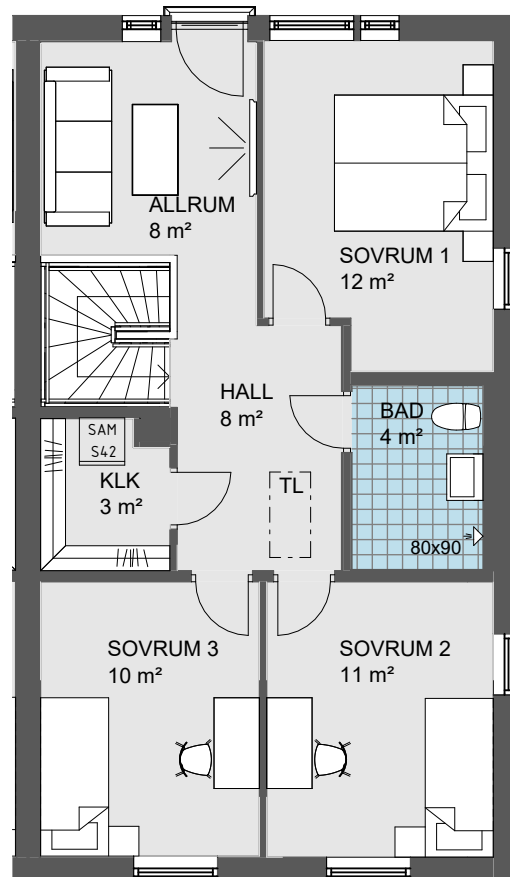 ALLRUM
8 m²
SOVRUM 1
12 m²
HALL
8 m²
BAD
4 m²
SAM
S42
KLK
3 m²
TL
80x90
SOVRUM 3
10 m²
SOVRUM 2
11 m²